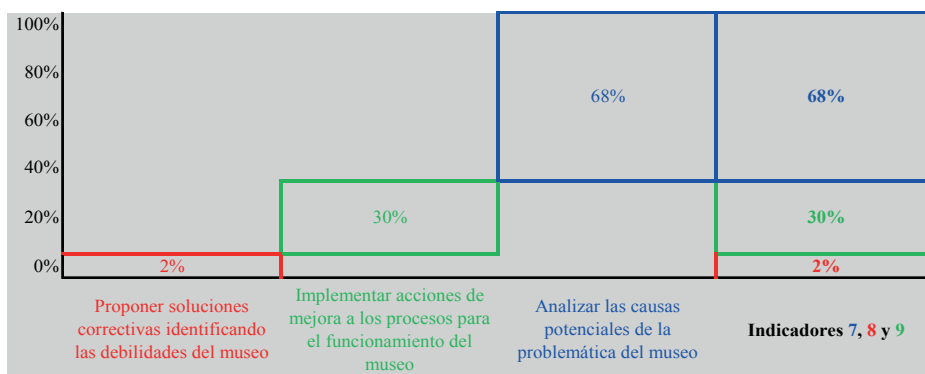 100%
80%
60%
40%
20%
0%
68%
68%
30%
30%
2%
2%
Proponer soluciones
correctivas identificando
las debilidades del museo
Implementar acciones de
mejora a los procesos para
el funcionamiento del
museo
Analizar las causas
potenciales de la
problemática del museo
Indicadores 7, 8 y 9